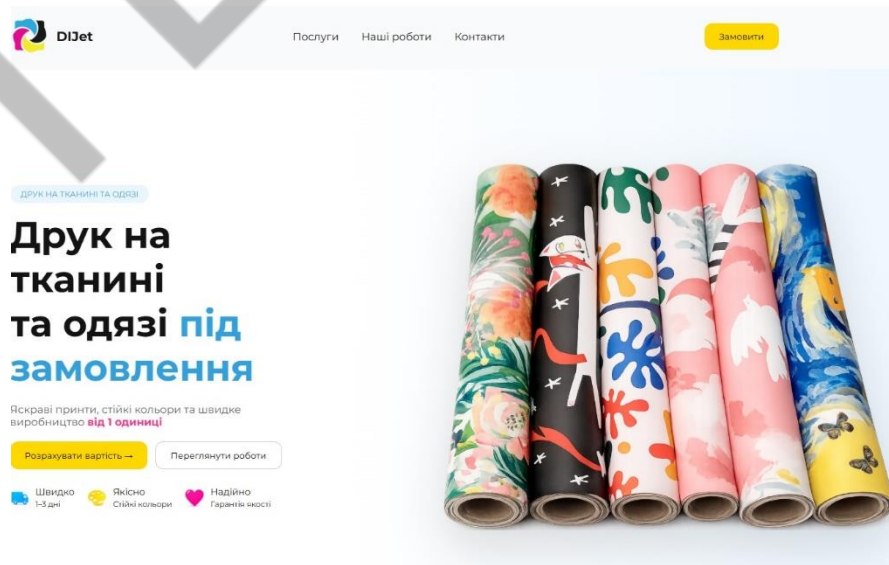 DIJet
Послуги Наші роботи Контакти
Замовити
ДРУК НА ТКАНИНІ ТА ОДЯЗІ
Друк на
тканині
та одязі під
замовлення
Яскраві принти, стійкі кольори та швидке
виробництво від 1 одиниці
Розрахувати вартість →
Переглянути роботи
Швидко
1–3 дні
Якісно
Стійкі кольори
Надійно
Гарантія якості